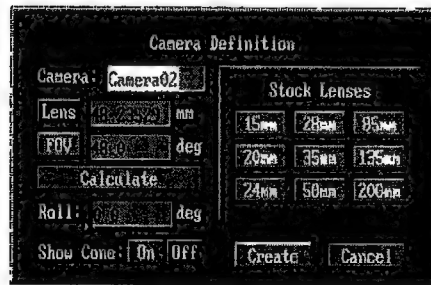 Camera Definition
Camera: Camera02
Lens mm
FOV deg
Calculate
Roll: deg
Show Cone: On Off
Stock Lenses
15mm 28mm 85mm
20mm 35mm 135mm
24mm 50mm 200mm
Create Cancel